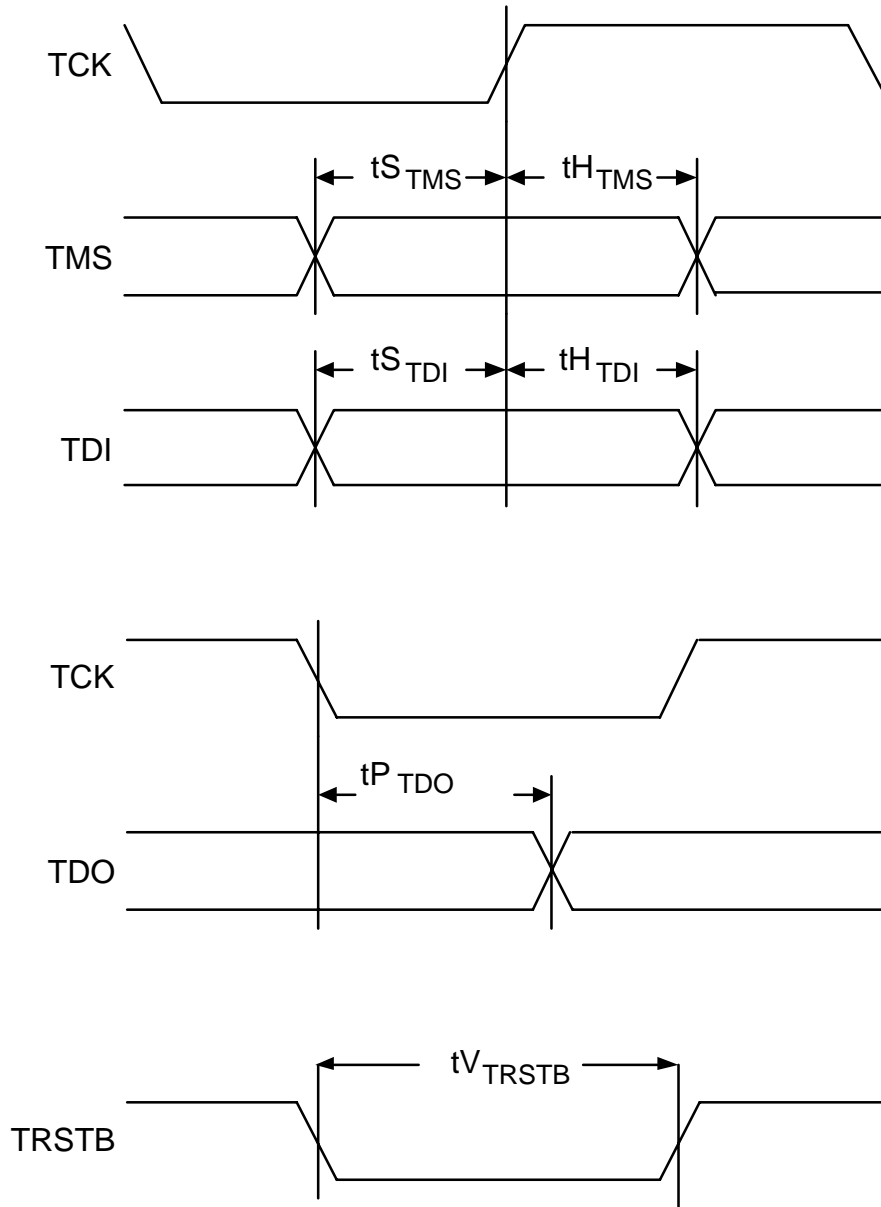 TCK
tS TMS
tH TMS
TMS
tS TDI
tH TDI
TDI
TCK
tP TDO
TDO
tV TRSTB
TRSTB